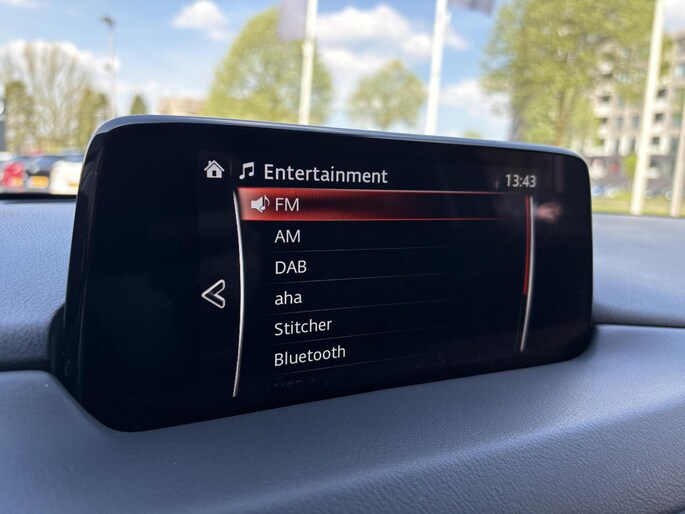 Entertainment
13:43
FM
AM
DAB
aha
Stitcher
Bluetooth